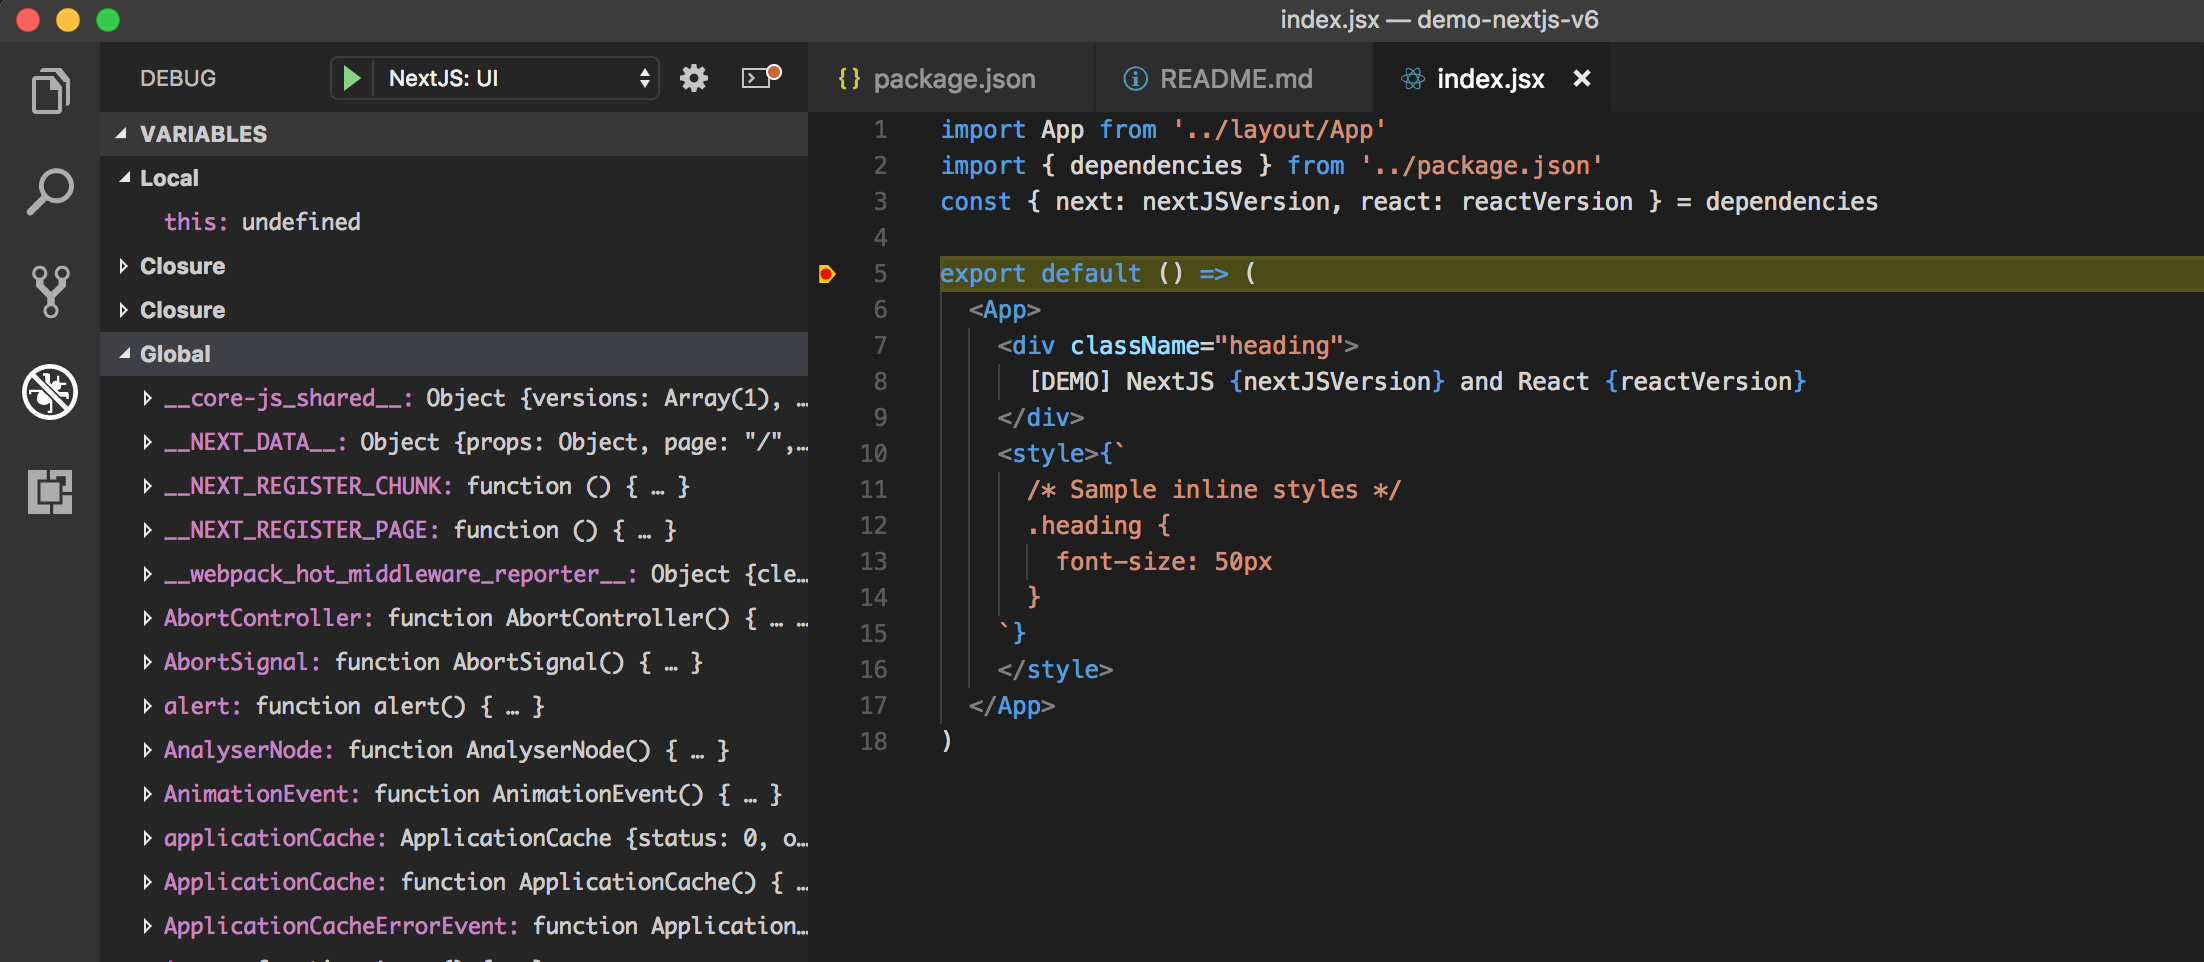 index.jsx — demo-nextjs-v6
DEBUG
NextJS: UI
VARIABLES
Local
this: undefined
Closure
Closure
Global
__core-js_shared__: Object {versions: Array(1), …
__NEXT_DATA__: Object {props: Object, page: "/",…
__NEXT_REGISTER_CHUNK: function () { … }
__NEXT_REGISTER_PAGE: function () { … }
__webpack_hot_middleware_reporter__: Object {cle…
AbortController: function AbortController() { … …
AbortSignal: function AbortSignal() { … }
alert: function alert() { … }
AnalyserNode: function AnalyserNode() { … }
AnimationEvent: function AnimationEvent() { … }
applicationCache: ApplicationCache {status: 0, o…
ApplicationCache: function ApplicationCache() { …
ApplicationCacheErrorEvent: function Application…
{} package.json
README.md
index.jsx ×
1 import App from '../layout/App'
2 import { dependencies } from '../package.json'
3 const { next: nextJSVersion, react: reactVersion } = dependencies
4
5 export default () => (
6   <App>
7     <div className="heading">
8       [DEMO] NextJS {nextJSVersion} and React {reactVersion}
9     </div>
10     <style>{`
11       /* Sample inline styles */
12       .heading {
13         font-size: 50px
14       }
15     `}
16     </style>
17   </App>
18 )